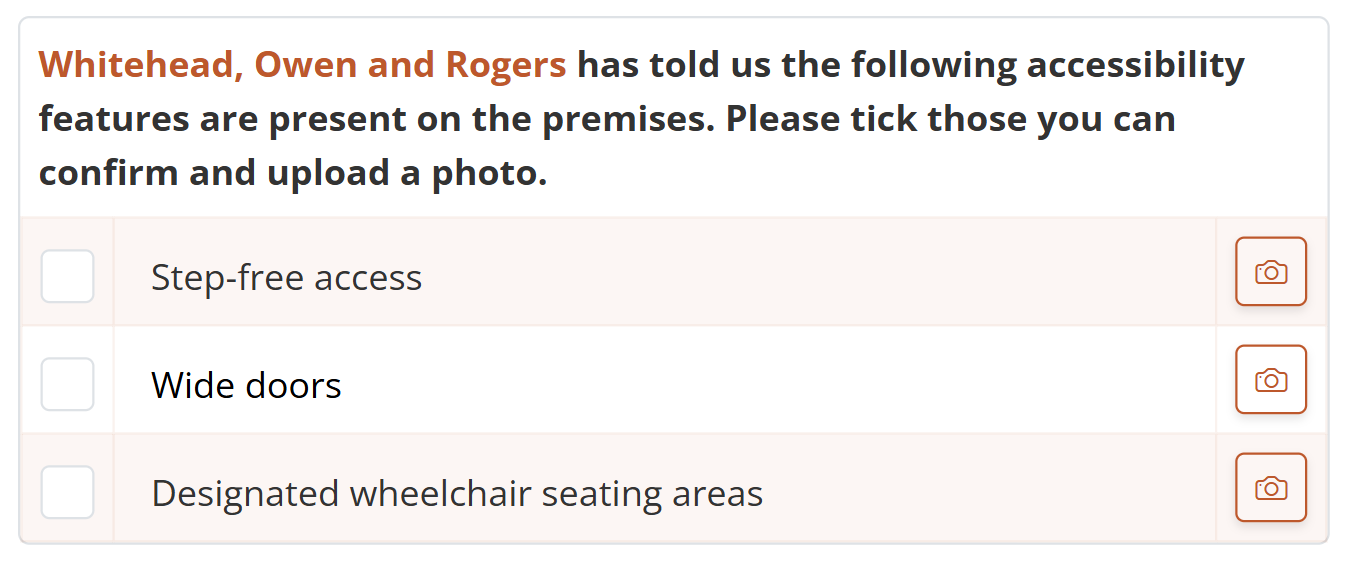 Whitehead, Owen and Rogers has told us the following accessibility
features are present on the premises. Please tick those you can
confirm and upload a photo.
Step-free access
Wide doors
Designated wheelchair seating areas